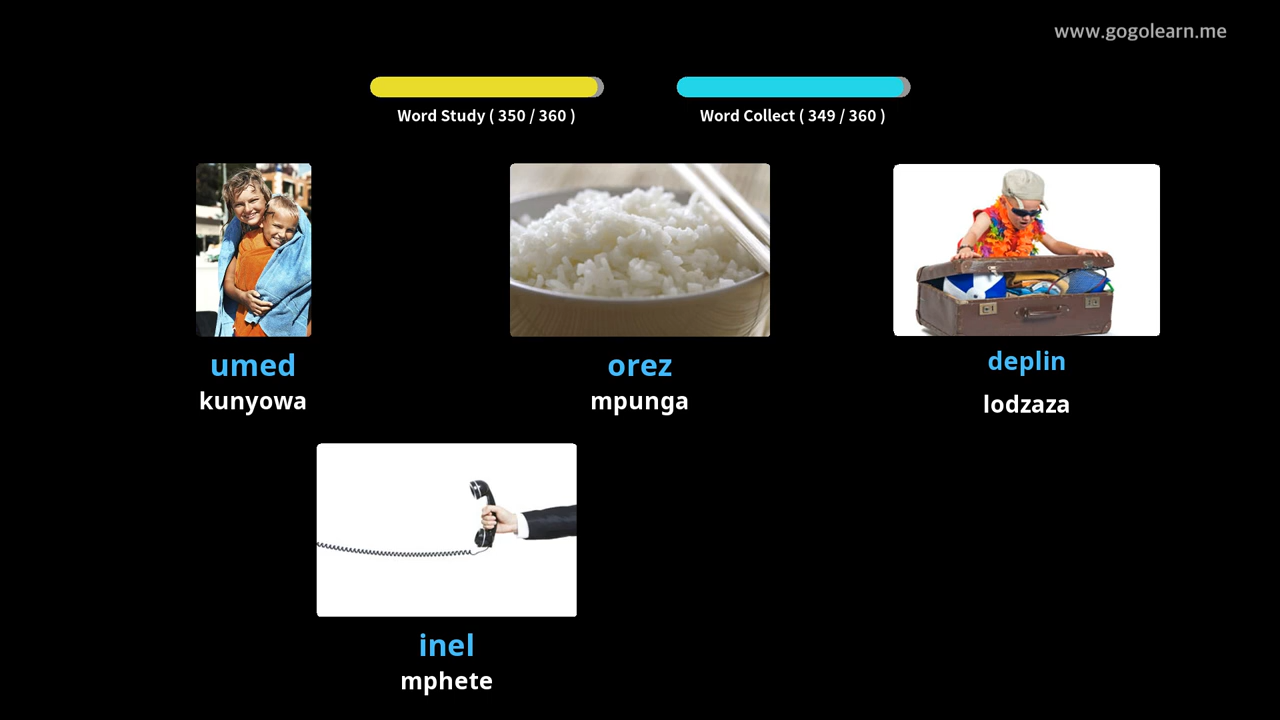 www.gogolearn.me
Word Study ( 350 / 360 )
Word Collect ( 349 / 360 )
umed
kunyowa
orez
mpunga
deplin
lodzaza
inel
mphete